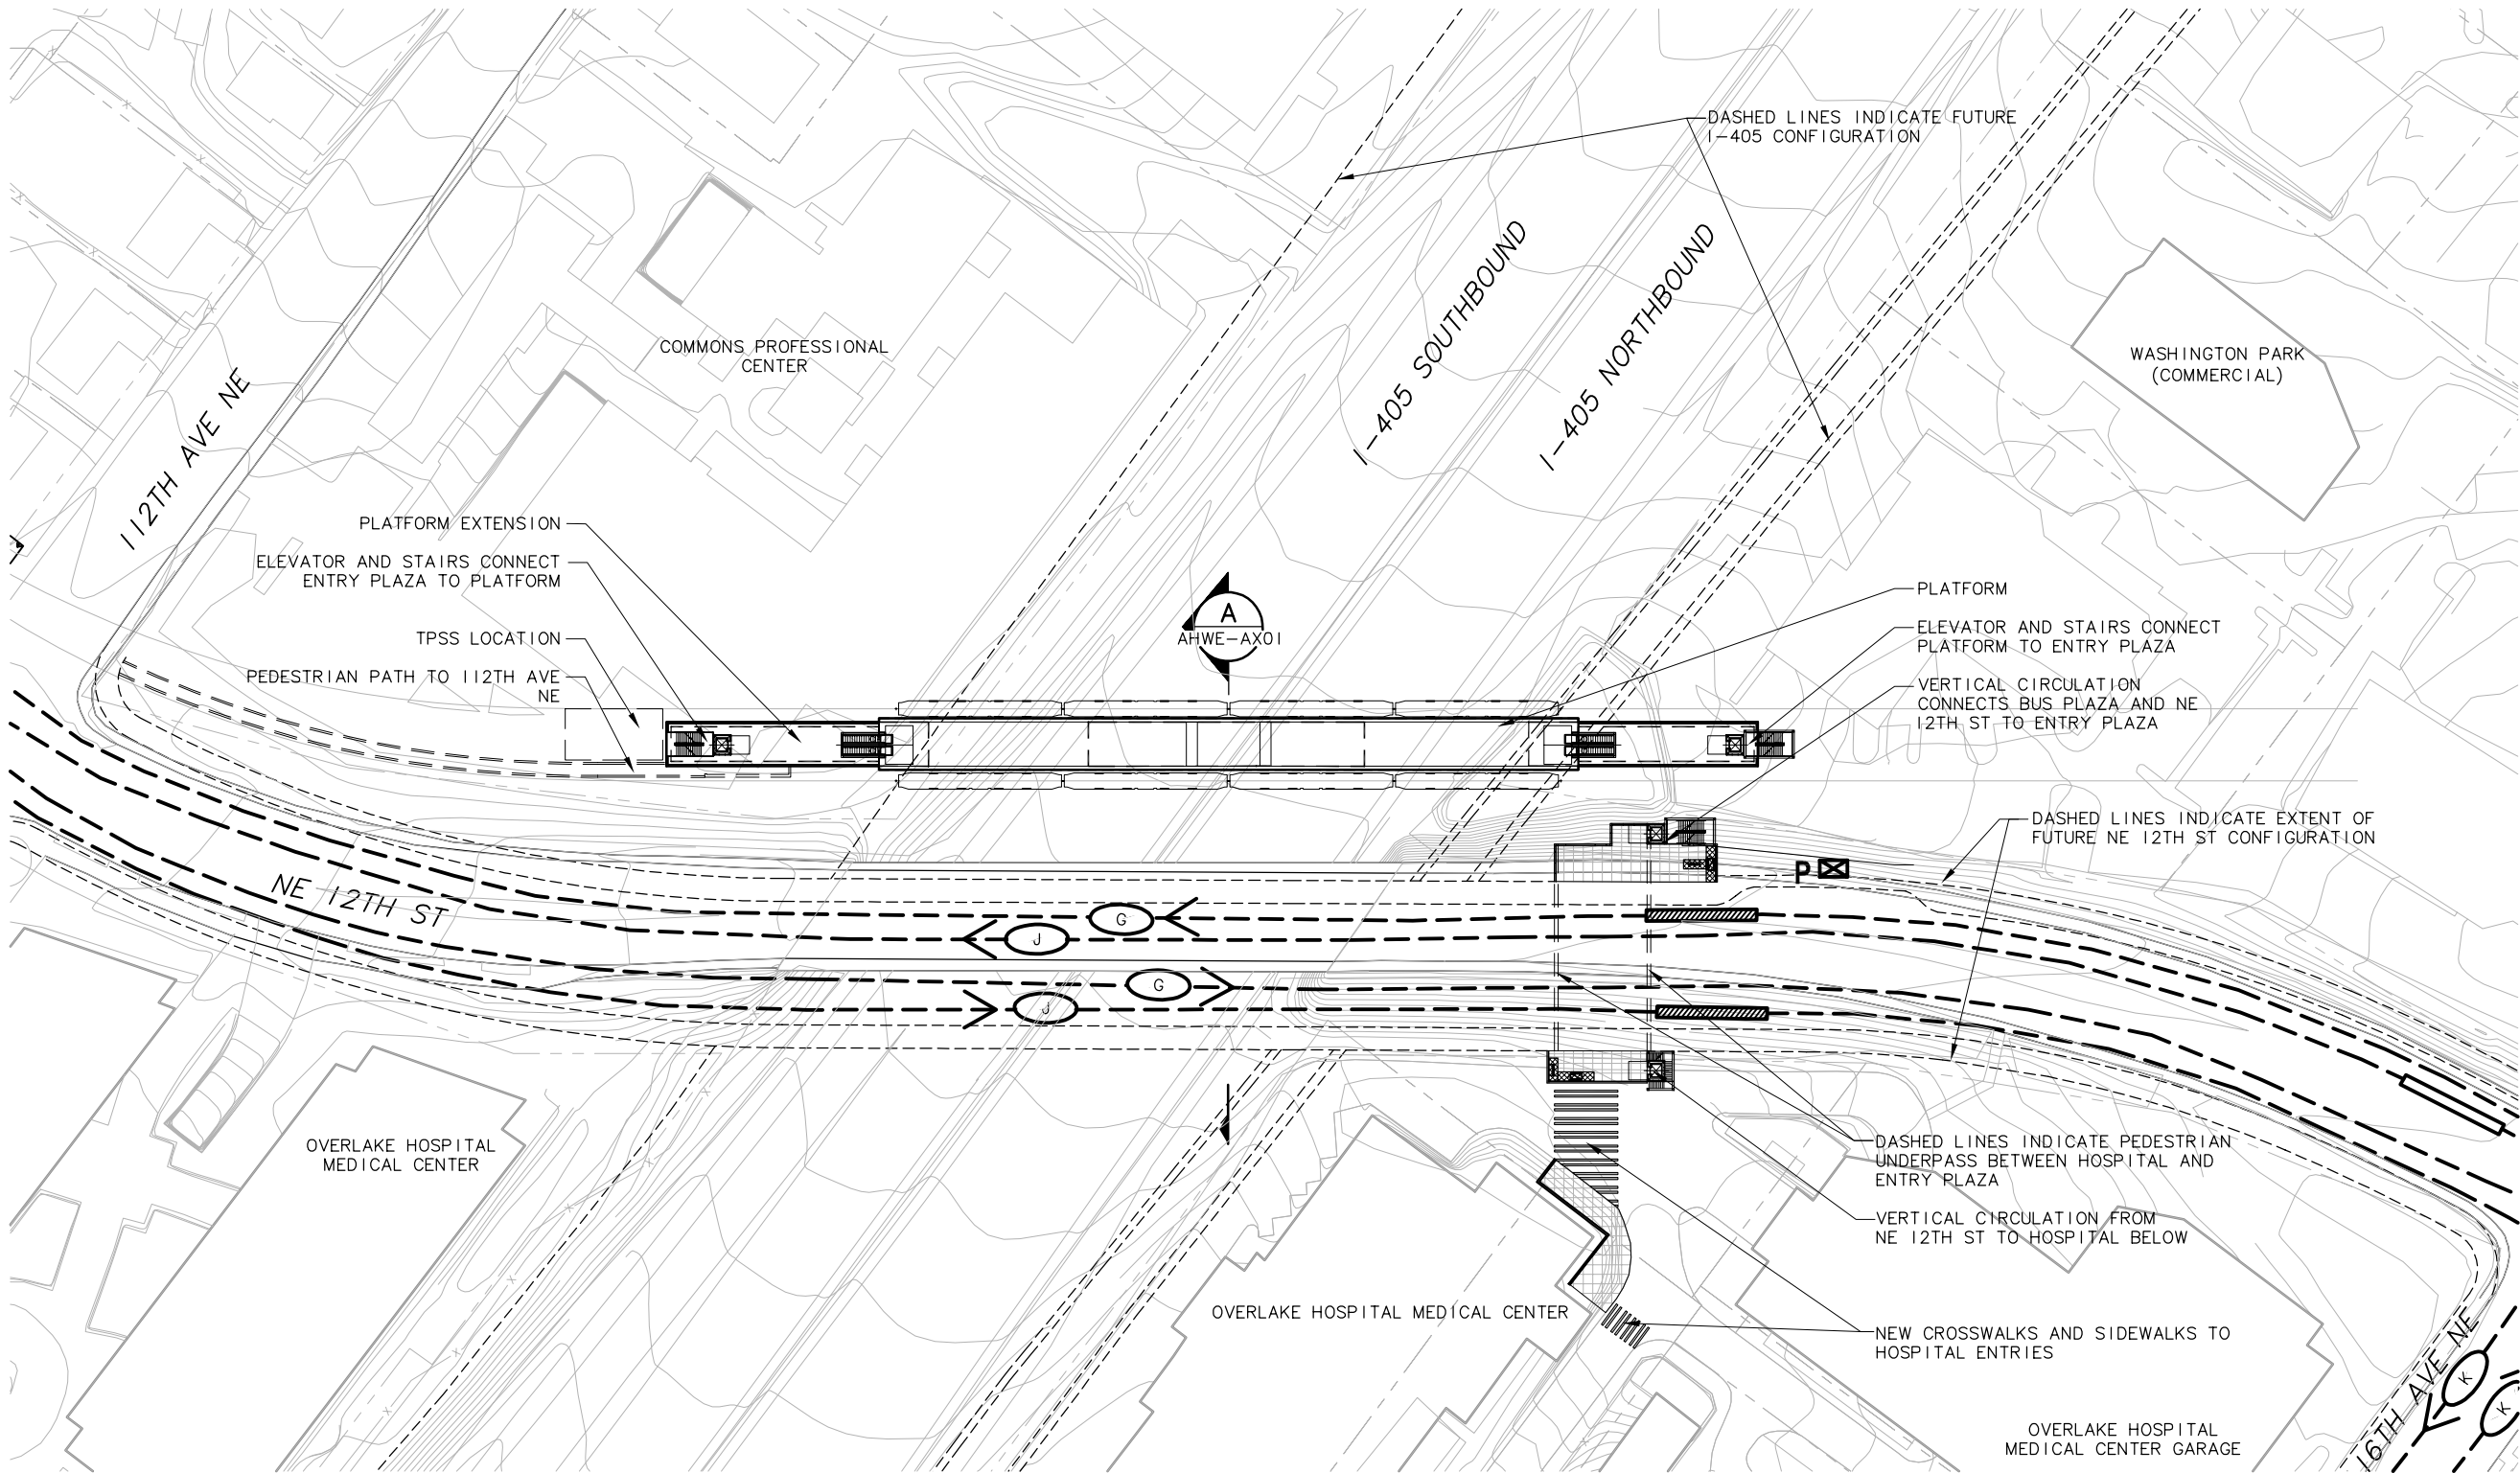 DASHED LINES INDICATE FUTURE
I-405 CONFIGURATION
I-405 SOUTHBOUND
I-405 NORTHBOUND
COMMONS PROFESSIONAL
CENTER
WASHINGTON PARK
(COMMERCIAL)
112TH AVE NE
PLATFORM EXTENSION
ELEVATOR AND STAIRS CONNECT
ENTRY PLAZA TO PLATFORM
TPSS LOCATION
PEDESTRIAN PATH TO 112TH AVE
NE
A
AHWE-AX01
PLATFORM
ELEVATOR AND STAIRS CONNECT
PLATFORM TO ENTRY PLAZA
VERTICAL CIRCULATION
CONNECTS BUS PLAZA AND NE
12TH ST TO ENTRY PLAZA
DASHED LINES INDICATE EXTENT OF
FUTURE NE 12TH ST CONFIGURATION
P
NE 12TH ST
G
J
G
J
OVERLAKE HOSPITAL
MEDICAL CENTER
DASHED LINES INDICATE PEDESTRIAN
UNDERPASS BETWEEN HOSPITAL AND
ENTRY PLAZA
VERTICAL CIRCULATION FROM
NE 12TH ST TO HOSPITAL BELOW
OVERLAKE HOSPITAL MEDICAL CENTER
NEW CROSSWALKS AND SIDEWALKS TO
HOSPITAL ENTRIES
OVERLAKE HOSPITAL
MEDICAL CENTER GARAGE
16TH AVE NE
K
K